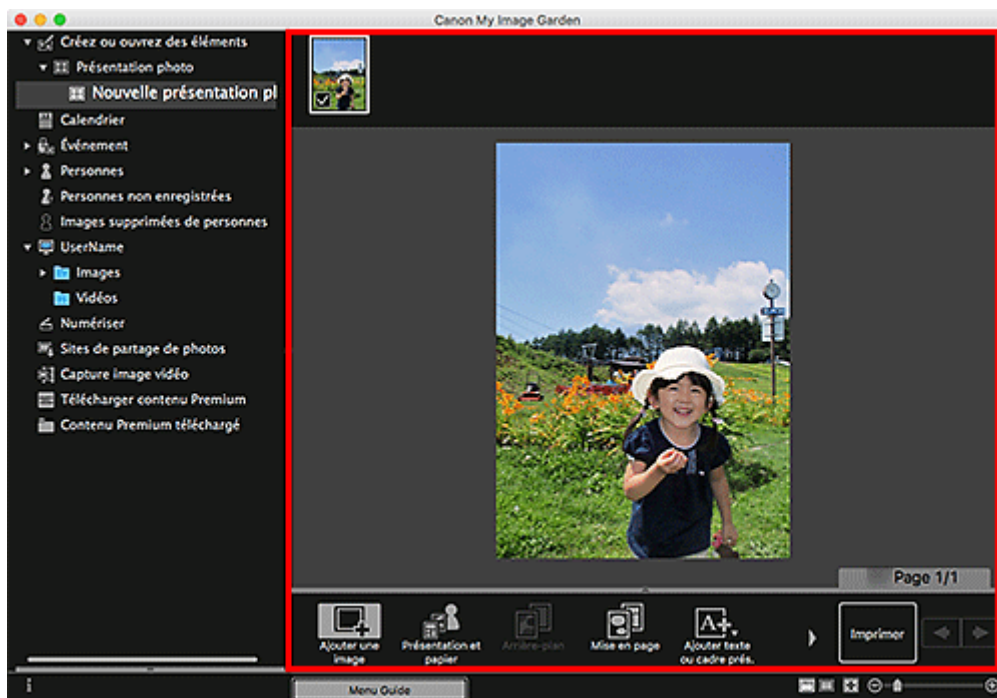 Canon My Image Garden
Créez ou ouvrez des éléments
Présentation photo
Nouvelle présentation pl
Calendrier
Événement
Personnes
Personnes non enregistrées
Images supprimées de personnes
UserName
Images
Vidéos
Numériser
Sites de partage de photos
Capture image vidéo
Télécharger contenu Premium
Contenu Premium téléchargé
Page 1/1
Ajouter une
image
Présentation et
papier
Arrière-plan
Mise en page
Ajouter texte
ou cadre prés.
Imprimer
Menu Guide